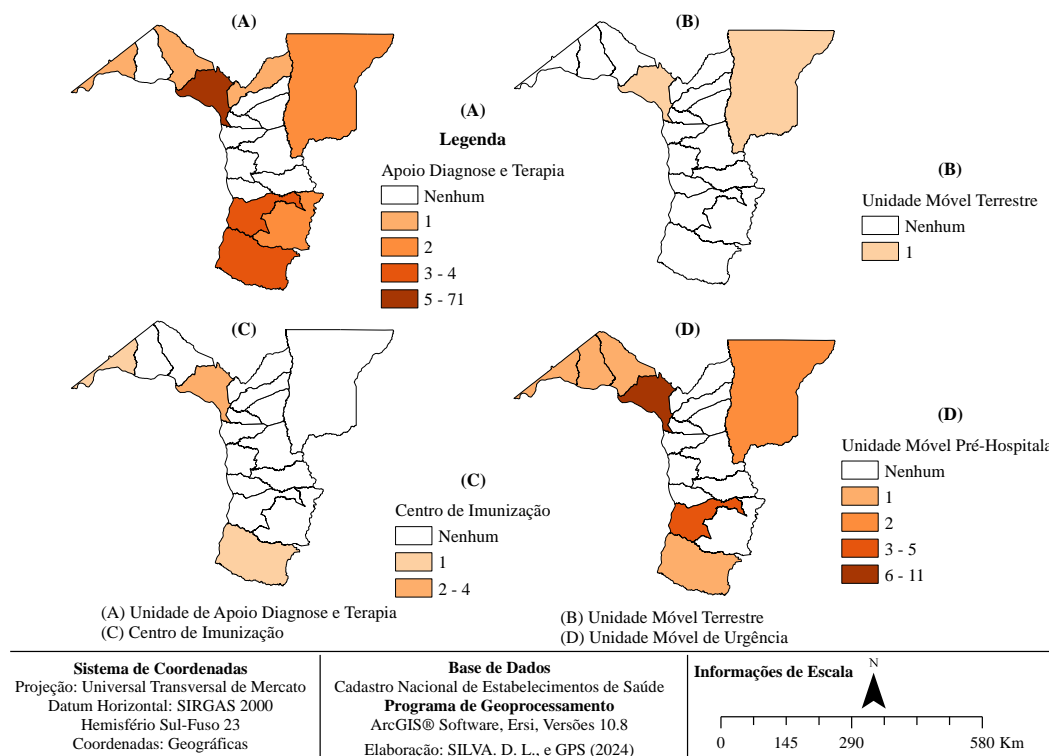 (A)
(A)
Legenda
Apoio Diagnose e Terapia
Nenhum
1
2
3 - 4
5 - 71
(B)
(B)
Unidade Móvel Terrestre
Nenhum
1
(C)
(C)
Centro de Imunização
Nenhum
1
2 - 4
(D)
(D)
Unidade Móvel Pré-Hospitala
Nenhum
1
2
3 - 5
6 - 11
(A) Unidade de Apoio Diagnose e Terapia
(B) Unidade Móvel Terrestre
(C) Centro de Imunização
(D) Unidade Móvel de Urgência
Sistema de Coordenadas
Projeção: Universal Transversal de Mercato
Datum Horizontal: SIRGAS 2000
Hemisfério Sul-Fuso 23
Coordenadas: Geográficas
Base de Dados
Cadastro Nacional de Estabelecimentos de Saúde
Programa de Geoprocessamento
ArcGIS® Software, Ersi, Versões 10.8
Elaboração: SILVA. D. L., e GPS (2024)
Informações de Escala
N
0 145 290 580 Km